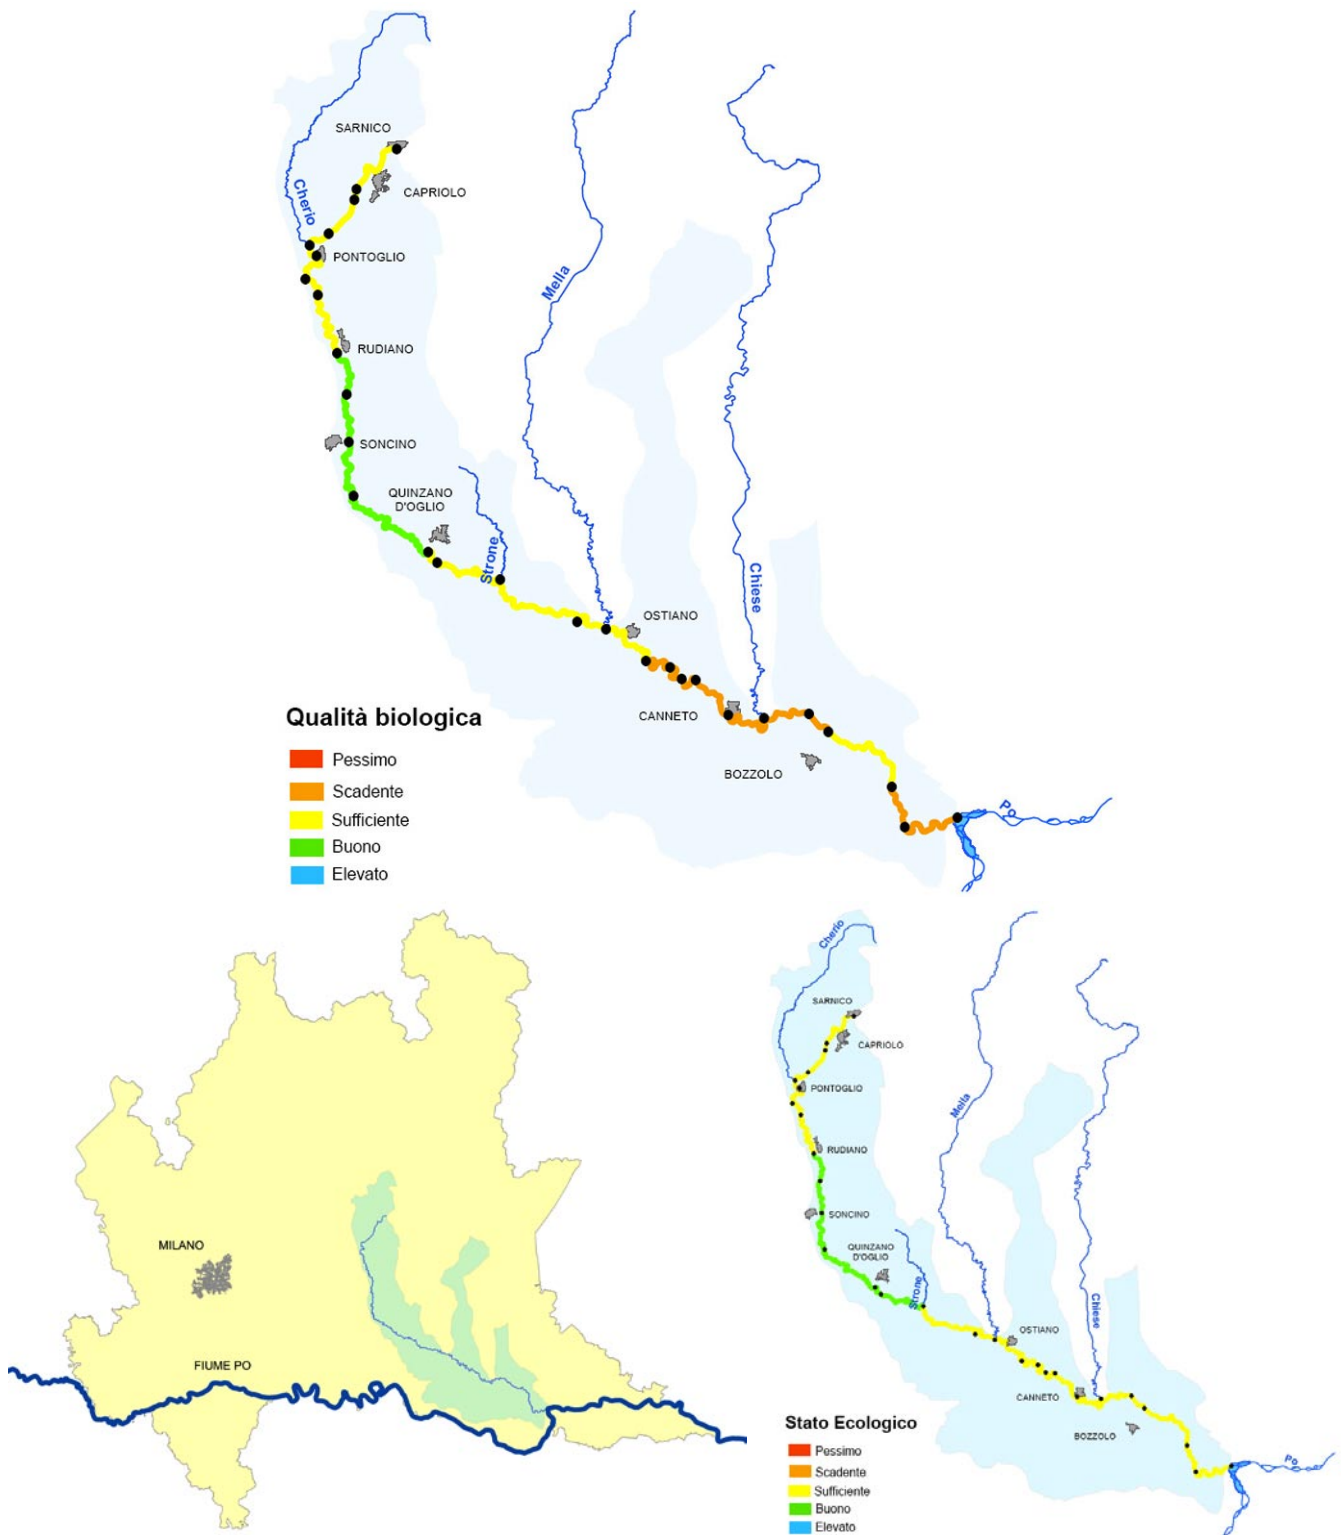 SARNICO
CAPRIOLO
Cherio
PONTOGLIO
Mella
RUDIANO
SONCINO
QUINZANO
D'OGLIO
Strone
Chiese
OSTIANO
CANNETO
BOZZOLO
Po
Qualità biologica
Pessimo
Scadente
Sufficiente
Buono
Elevato
MILANO
FIUME PO
Cherio
SARNICO
CAPRIOLO
PONTOGLIO
Mella
RUDIANO
SONCINO
QUINZANO
D'OGLIO
Strone
Chiese
OSTIANO
CANNETO
BOZZOLO
Po
Stato Ecologico
Pessimo
Scadente
Sufficiente
Buono
Elevato